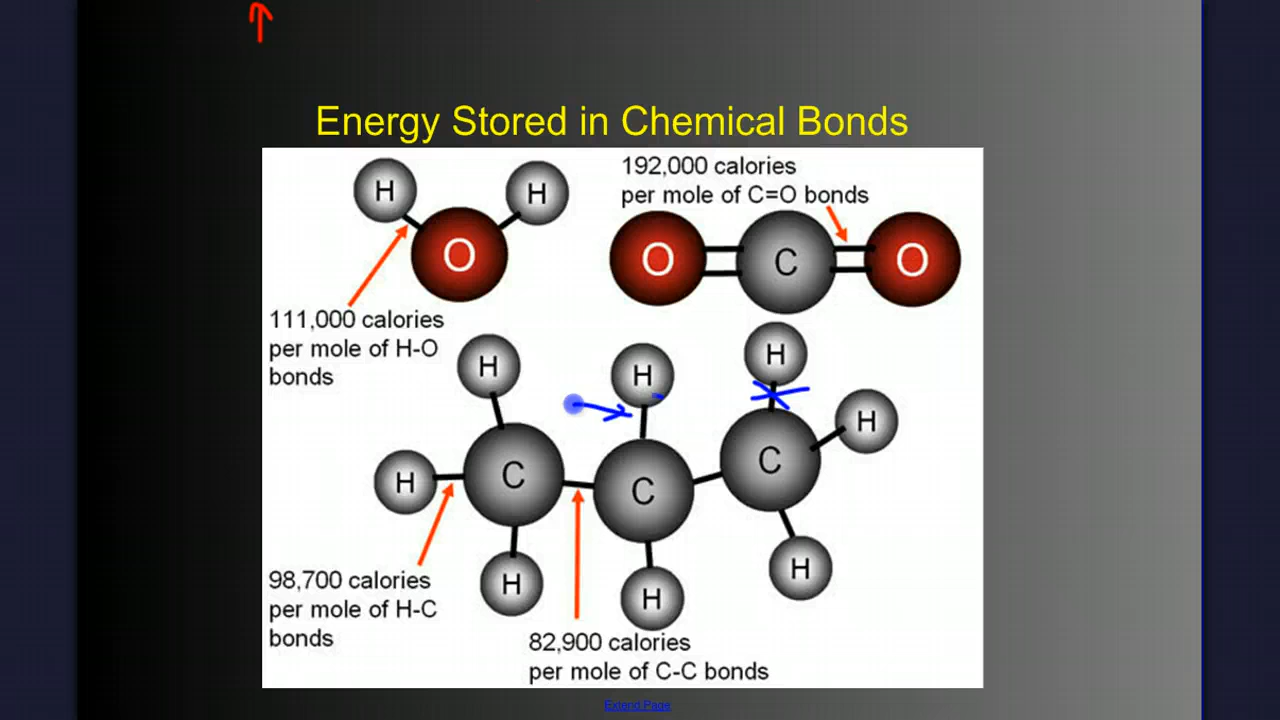 Energy Stored in Chemical Bonds
H
H
O
192,000 calories
per mole of C=O bonds
O
C
O
111,000 calories
per mole of H-O
bonds
H
H
H
H
H
C
C
C
98,700 calories
per mole of H-C
bonds
H
H
H
82,900 calories
per mole of C-C bonds
Extend Page